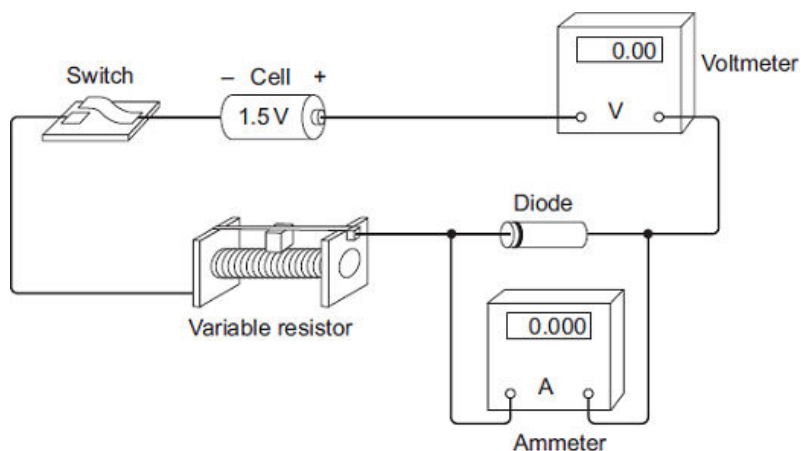 0.00
Voltmeter
V
Switch
– Cell +
1.5 V
Diode
Variable resistor
0.000
A
Ammeter